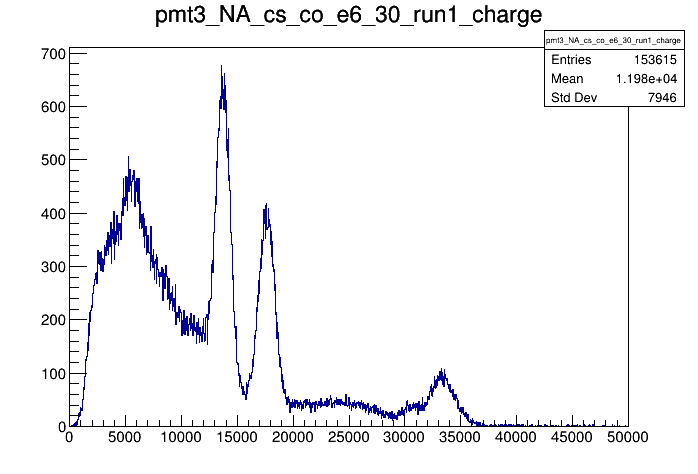 pmt3_NA_cs_co_e6_30_run1_charge
pmt3_NA_cs_co_e6_30_run1_charge
Entries 153615
Mean 1.198e+04
Std Dev 7946
700
600
500
400
300
200
100
0
0 5000 10000 15000 20000 25000 30000 35000 40000 45000 50000